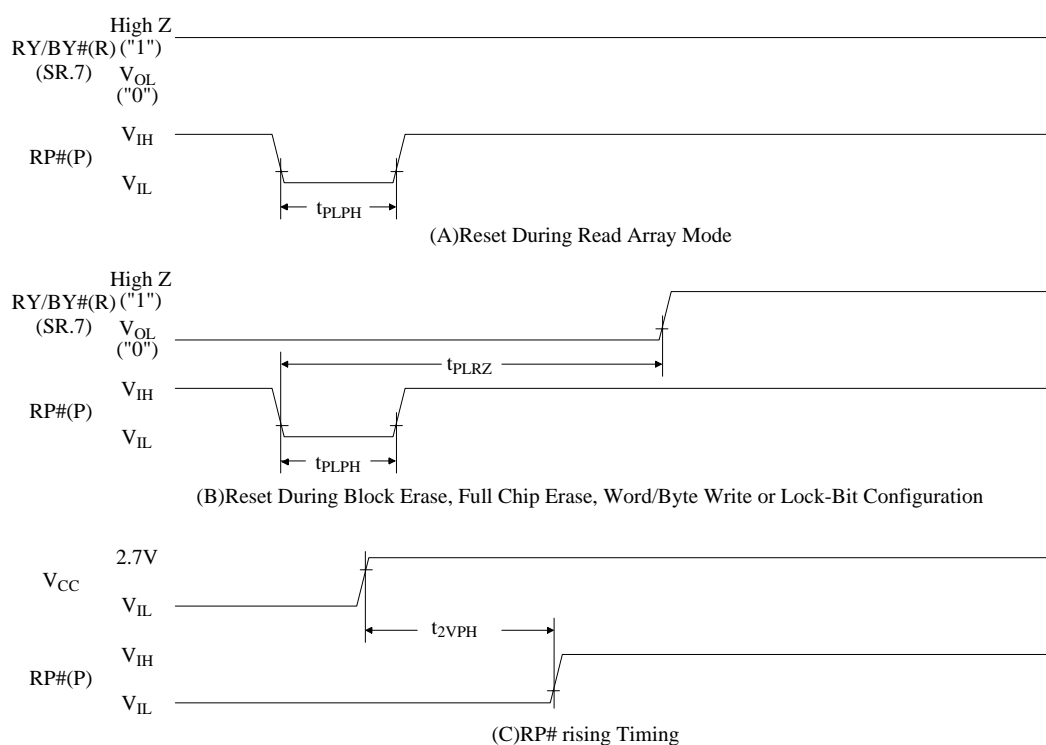 High Z
RY/BY#(R) ("1")
(SR.7) VOL
("0")
VIH
RP#(P)
VIL
tPLPH
(A)Reset During Read Array Mode
High Z
RY/BY#(R) ("1")
(SR.7) VOL
("0")
tPLRZ
VIH
RP#(P)
VIL
tPLPH
(B)Reset During Block Erase, Full Chip Erase, Word/Byte Write or Lock-Bit Configuration
2.7V
VCC
VIL
t2VPH
VIH
RP#(P)
VIL
(C)RP# rising Timing